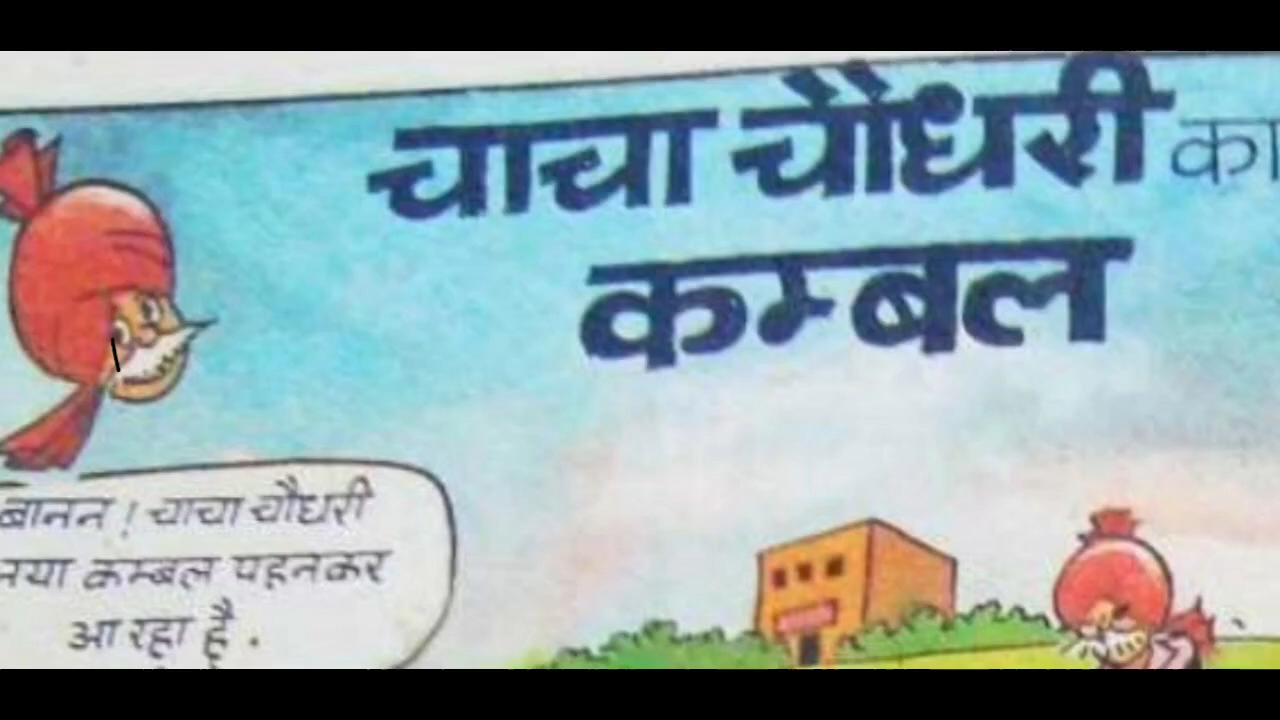 चाचा चौधरी का
कम्बल
बानन! चाचा चौधरी
नया कम्बल पहनकर
आ रहा है.